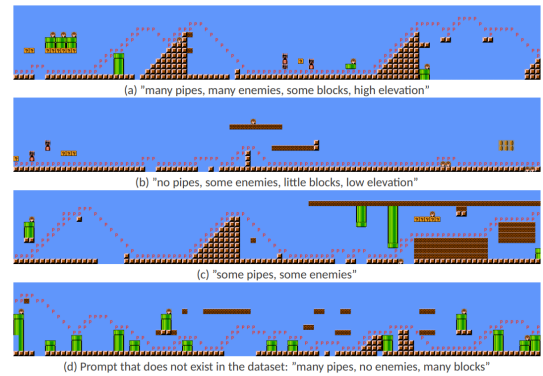 (a) "many pipes, many enemies, some blocks, high elevation"
(b) "no pipes, some enemies, little blocks, low elevation"
(c) "some pipes, some enemies"
(d) Prompt that does not exist in the dataset: "many pipes, no enemies, many blocks"